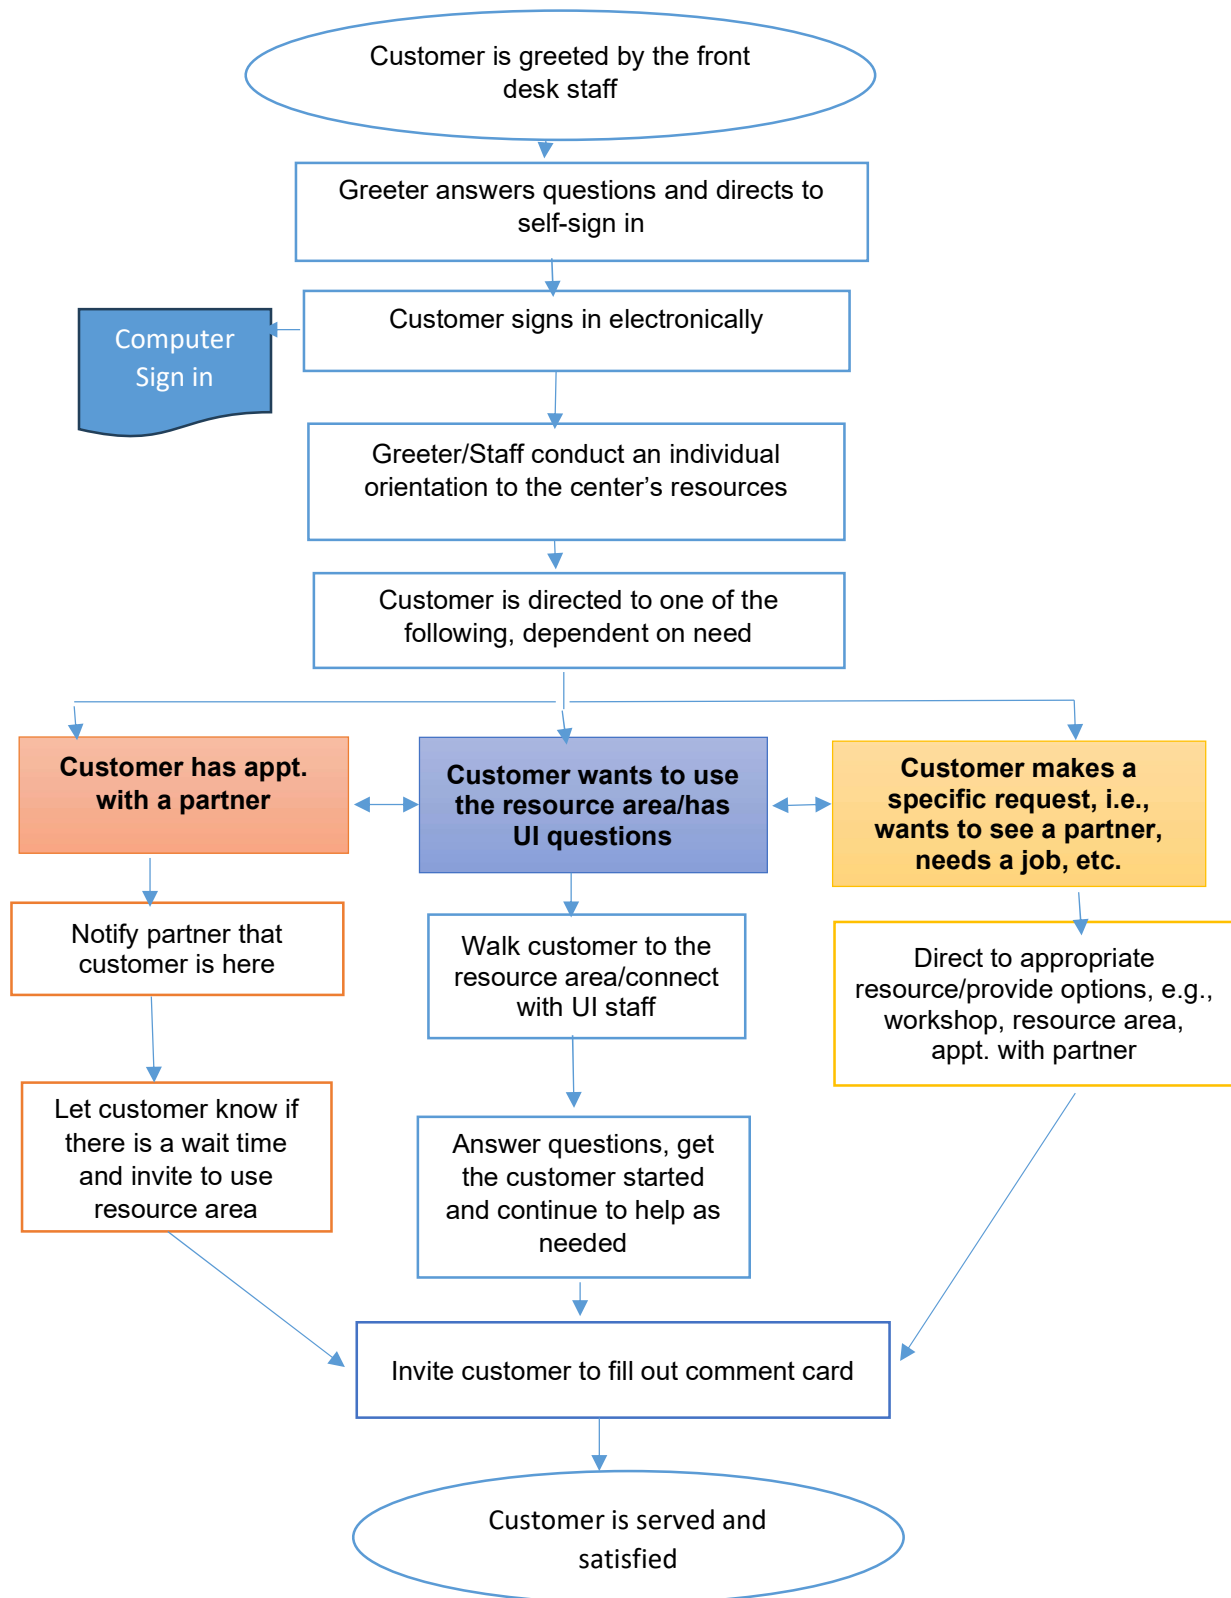 Customer is greeted by the front
desk staff
Greeter answers questions and directs to
self-sign in
Customer signs in electronically
Computer
Sign in
Greeter/Staff conduct an individual
orientation to the center’s resources
Customer is directed to one of the
following, dependent on need
Customer has appt.
with a partner
Customer wants to use
the resource area/has
UI questions
Customer makes a
specific request, i.e.,
wants to see a partner,
needs a job, etc.
Notify partner that
customer is here
Walk customer to the
resource area/connect
with UI staff
Direct to appropriate
resource/provide options, e.g.,
workshop, resource area,
appt. with partner
Let customer know if
there is a wait time
and invite to use
resource area
Answer questions, get
the customer started
and continue to help as
needed
Invite customer to fill out comment card
Customer is served and
satisfied